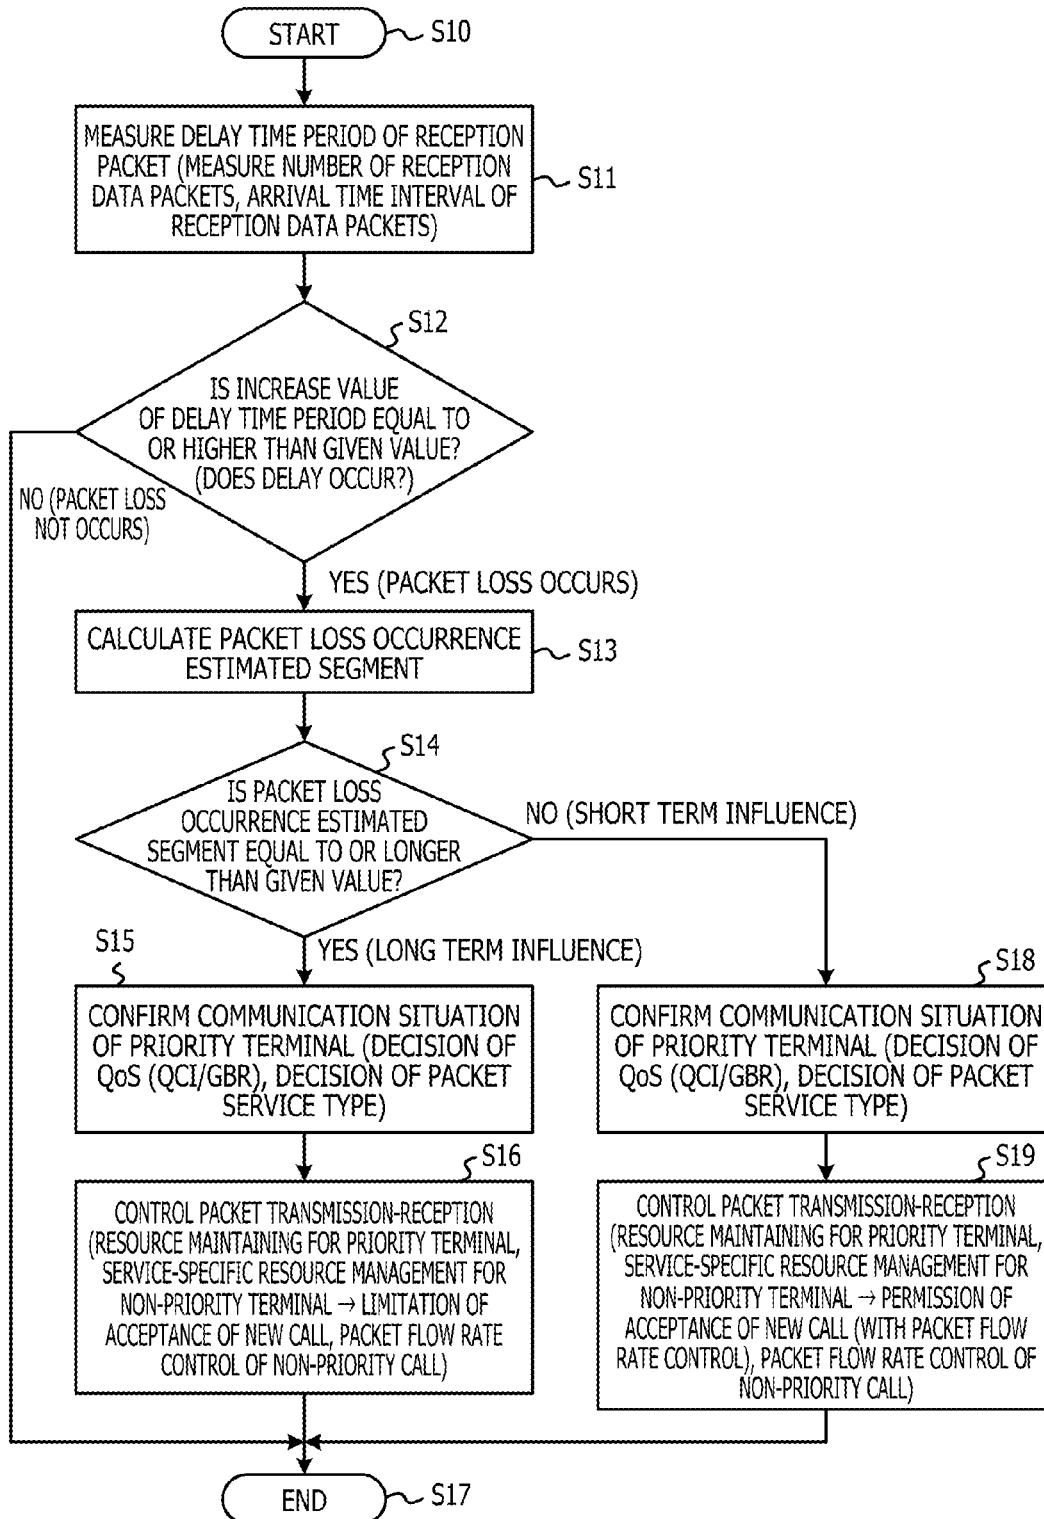 START
S10
MEASURE DELAY TIME PERIOD OF RECEPTION
PACKET (MEASURE NUMBER OF RECEPTION
DATA PACKETS, ARRIVAL TIME INTERVAL OF
RECEPTION DATA PACKETS)
S11
S12
IS INCREASE VALUE
OF DELAY TIME PERIOD EQUAL TO
OR HIGHER THAN GIVEN VALUE?
(DOES DELAY OCCUR?)
NO (PACKET LOSS
NOT OCCURS)
YES (PACKET LOSS OCCURS)
CALCULATE PACKET LOSS OCCURRENCE
ESTIMATED SEGMENT
S13
S14
IS PACKET LOSS
OCCURRENCE ESTIMATED
SEGMENT EQUAL TO OR LONGER
THAN GIVEN VALUE?
NO (SHORT TERM INFLUENCE)
YES (LONG TERM INFLUENCE)
S15
CONFIRM COMMUNICATION SITUATION
OF PRIORITY TERMINAL (DECISION OF
QoS (QCI/GBR), DECISION OF PACKET
SERVICE TYPE)
S18
CONFIRM COMMUNICATION SITUATION
OF PRIORITY TERMINAL (DECISION OF
QoS (QCI/GBR), DECISION OF PACKET
SERVICE TYPE)
S16
CONTROL PACKET TRANSMISSION-RECEPTION
(RESOURCE MAINTAINING FOR PRIORITY TERMINAL,
SERVICE-SPECIFIC RESOURCE MANAGEMENT FOR
NON-PRIORITY TERMINAL → LIMITATION OF
ACCEPTANCE OF NEW CALL, PACKET FLOW RATE
CONTROL OF NON-PRIORITY CALL)
S19
CONTROL PACKET TRANSMISSION-RECEPTION
(RESOURCE MAINTAINING FOR PRIORITY TERMINAL,
SERVICE-SPECIFIC RESOURCE MANAGEMENT FOR
NON-PRIORITY TERMINAL → PERMISSION OF
ACCEPTANCE OF NEW CALL (WITH PACKET FLOW
RATE CONTROL), PACKET FLOW RATE CONTROL OF
NON-PRIORITY CALL)
END
S17